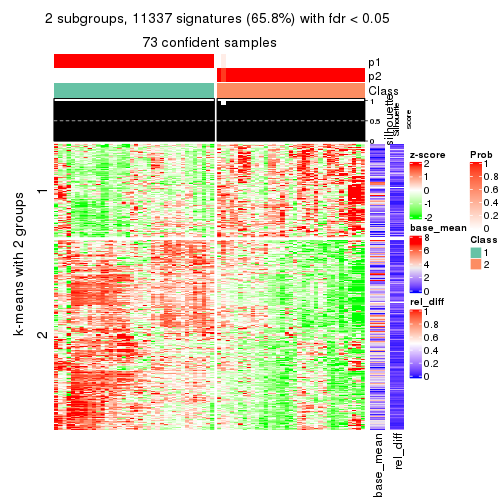 2 subgroups, 11337 signatures (65.8%) with fdr < 0.05
73 confident samples
p1
p2
Class
1
0.5
0
silhouette
Silhouette
score
k-means with 2 groups
1
2
z-score
2
1
0
-1
-2
base_mean
8
6
4
2
0
rel_diff
1
0.8
0.6
0.4
0.2
0
Prob
1
0.8
0.6
0.4
0.2
0
Class
1
2
base_mean
rel_diff